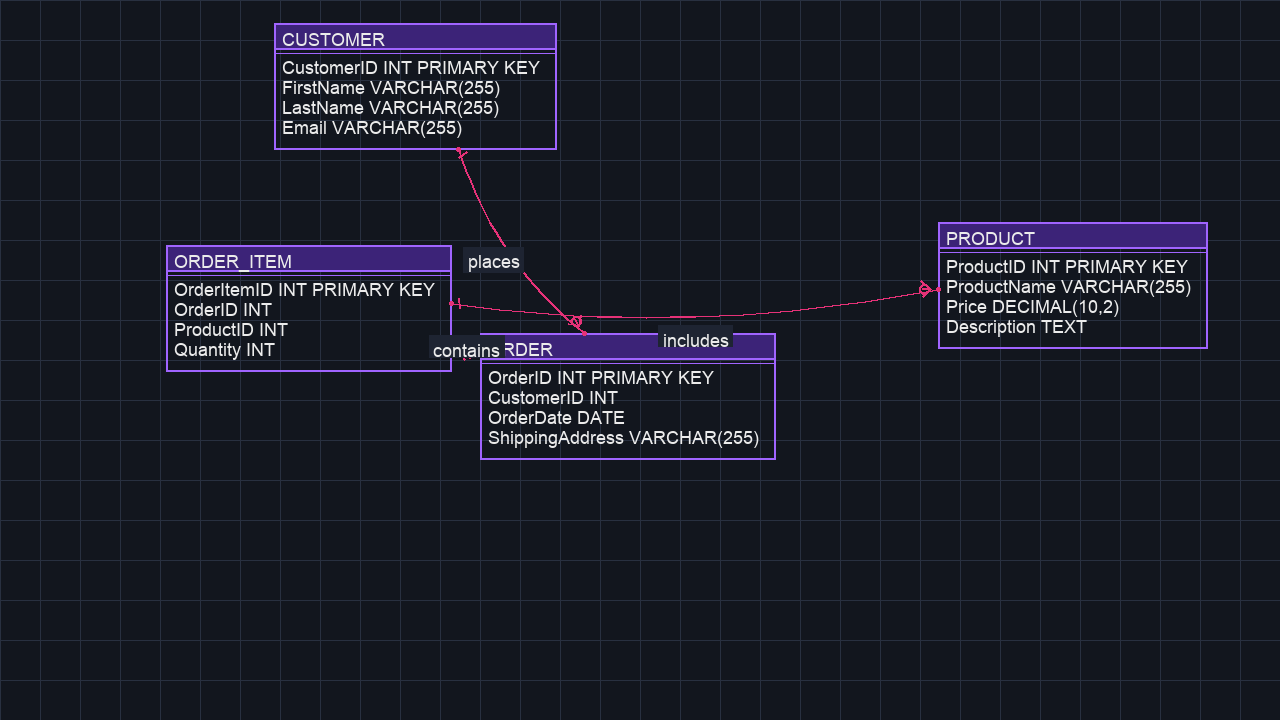 CUSTOMER
CustomerID INT PRIMARY KEY
FirstName VARCHAR(255)
LastName VARCHAR(255)
Email VARCHAR(255)
places
ORDER_ITEM
OrderItemID INT PRIMARY KEY
OrderID INT
ProductID INT
Quantity INT
contains
RDER
OrderID INT PRIMARY KEY
CustomerID INT
OrderDate DATE
ShippingAddress VARCHAR(255)
includes
PRODUCT
ProductID INT PRIMARY KEY
ProductName VARCHAR(255)
Price DECIMAL(10,2)
Description TEXT